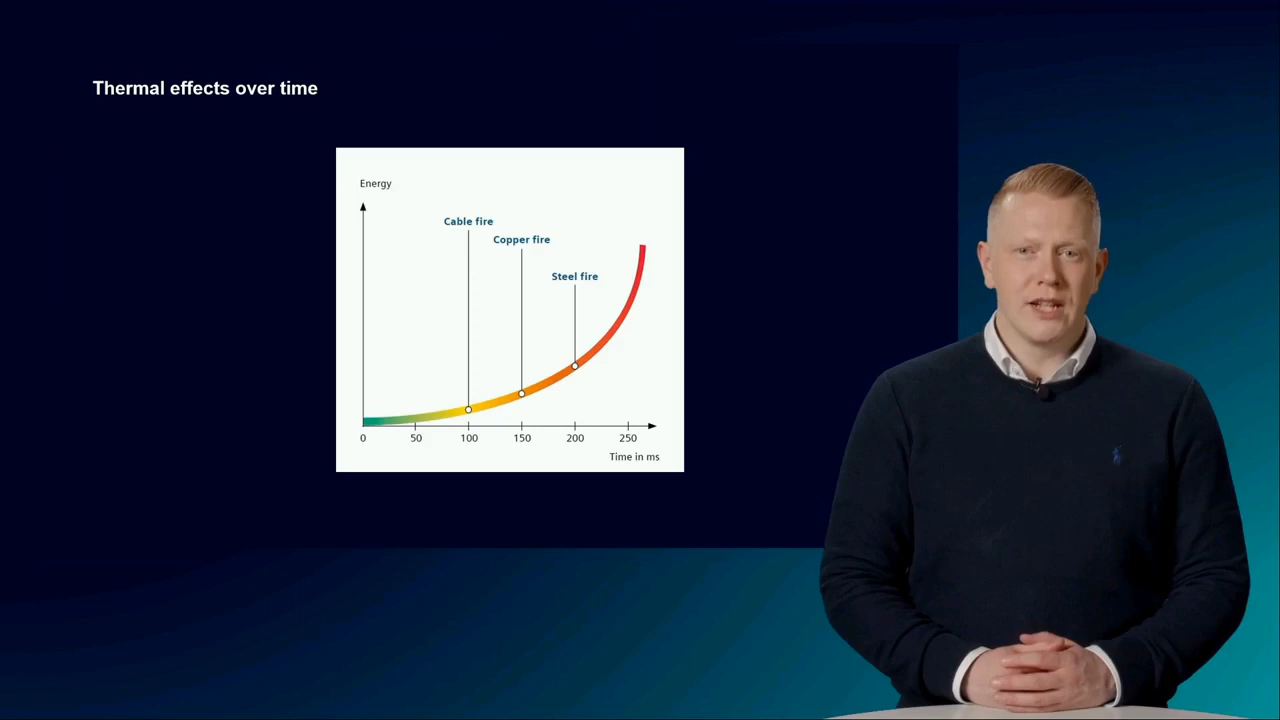 Thermal effects over time
Energy
Cable fire
Copper fire
Steel fire
0 50 100 150 200 250
Time in ms